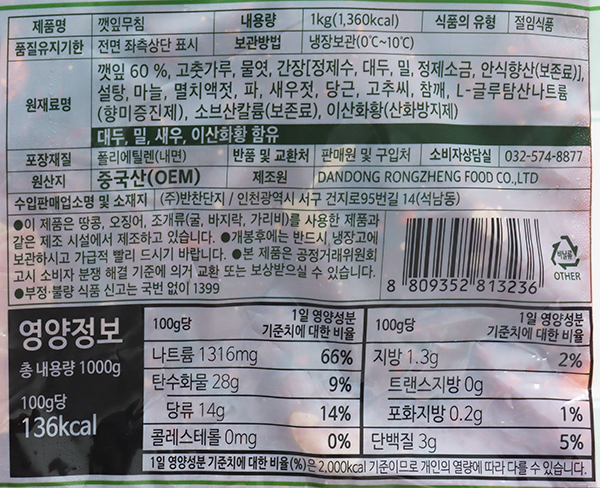 제품명 깻잎무침 내용량 1kg(1,360kcal) 식품의 유형 절임식품
품질유지기한 전면 좌측상단 표시 보관방법 냉장보관(0℃~10℃)
원재료명 깻잎 60 %, 고춧가루, 물엿, 간장[정제수, 대두, 밀, 정제소금, 안식향산(보존료)],
설탕, 마늘, 멸치액젓, 파, 새우젓, 당근, 고추씨, 참깨, L-글루탐산나트륨
(향미증진제), 소브산칼륨(보존료), 이산화황(산화방지제)
대두, 밀, 새우, 이산화황 함유
포장재질 폴리에틸렌(내면) 반품 및 교환처 판매원 및 구입처 소비자상담실 032-574-8877
원산지 중국산(OEM) 제조원 DANDONG RONGZHENG FOOD CO.,LTD
수입판매업소명 및 소재지 (주)반찬단지 / 인천광역시 서구 건지로95번길 14(석남동)
●이 제품은 땅콩, 오징어, 조개류(굴, 바지락, 가리비)를 사용한 제품과
같은 제조 시설에서 제조하고 있습니다. ●개봉후에는 반드시 냉장고에
보관하시고 가급적 빨리 드시기 바랍니다. ●본 제품은 공정거래위원회
고시 소비자 분쟁 해결 기준에 의거 교환 또는 보상받으실 수 있습니다.
●부정·불량 식품 신고는 국번 없이 1399
8 809352 813236
비닐류
OTHER
영양정보
총 내용량 1000g
100g당
136kcal
100g당 1일 영양성분
기준치에 대한 비율
나트륨 1316mg 66%
탄수화물 28g 9%
당류 14g 14%
콜레스테롤 0mg 0%
100g당 1일 영양성분
기준치에 대한 비율
지방 1.3g 2%
트랜스지방 0g
포화지방 0.2g 1%
단백질 3g 5%
1일 영양성분 기준치에 대한 비율(%)은 2,000kcal 기준이므로 개인의 열량에 따라 다를 수 있습니다.